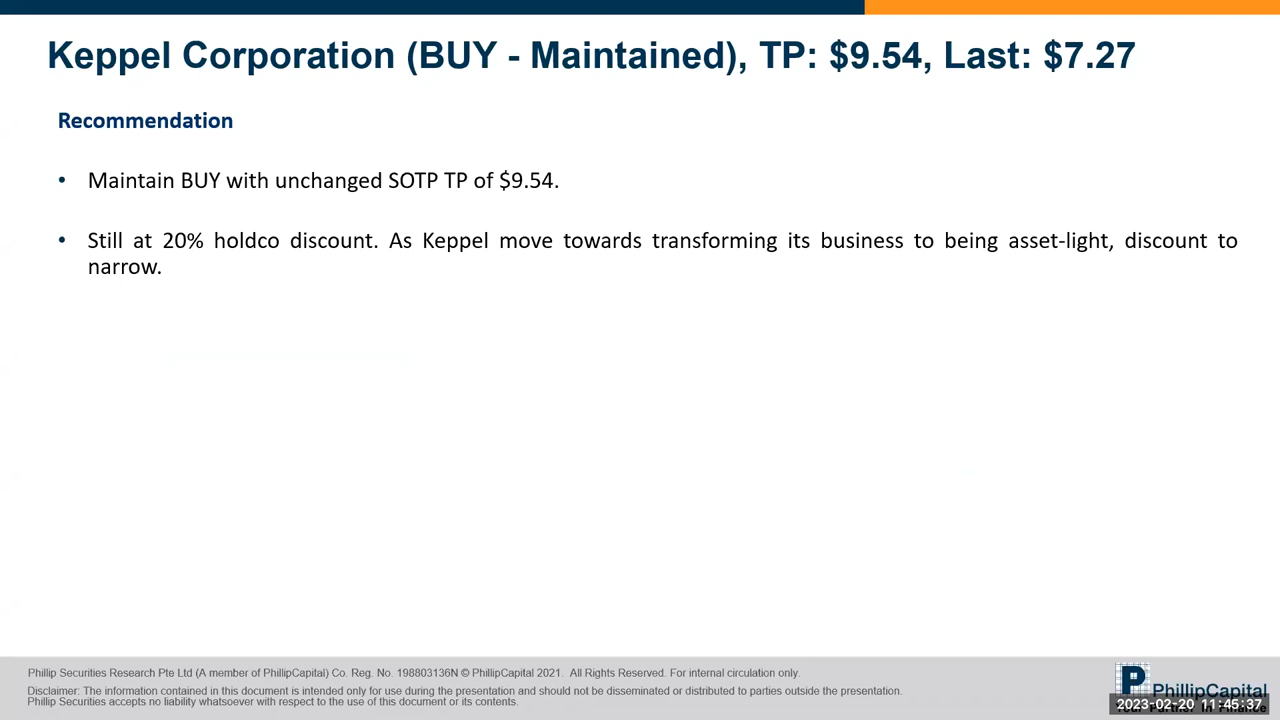 Keppel Corporation (BUY - Maintained), TP: $9.54, Last: $7.27
Recommendation
• Maintain BUY with unchanged SOTP TP of $9.54.
• Still at 20% holdco discount. As Keppel move towards transforming its business to being asset-light, discount to
narrow.
Phillip Securities Research Pte Ltd (A member of PhillipCapital) Co. Reg. No. 198803136N © PhillipCapital 2021. All Rights Reserved. For internal circulation only.
Disclaimer: The information contained in this document is intended only for use during the presentation and should not be disseminated or distributed to parties outside the presentation.
Phillip Securities accepts no liability whatsoever with respect to the use of this document or its contents.
PhillipCapital
Your Partner In Finance
2023-02-20 11:45:37